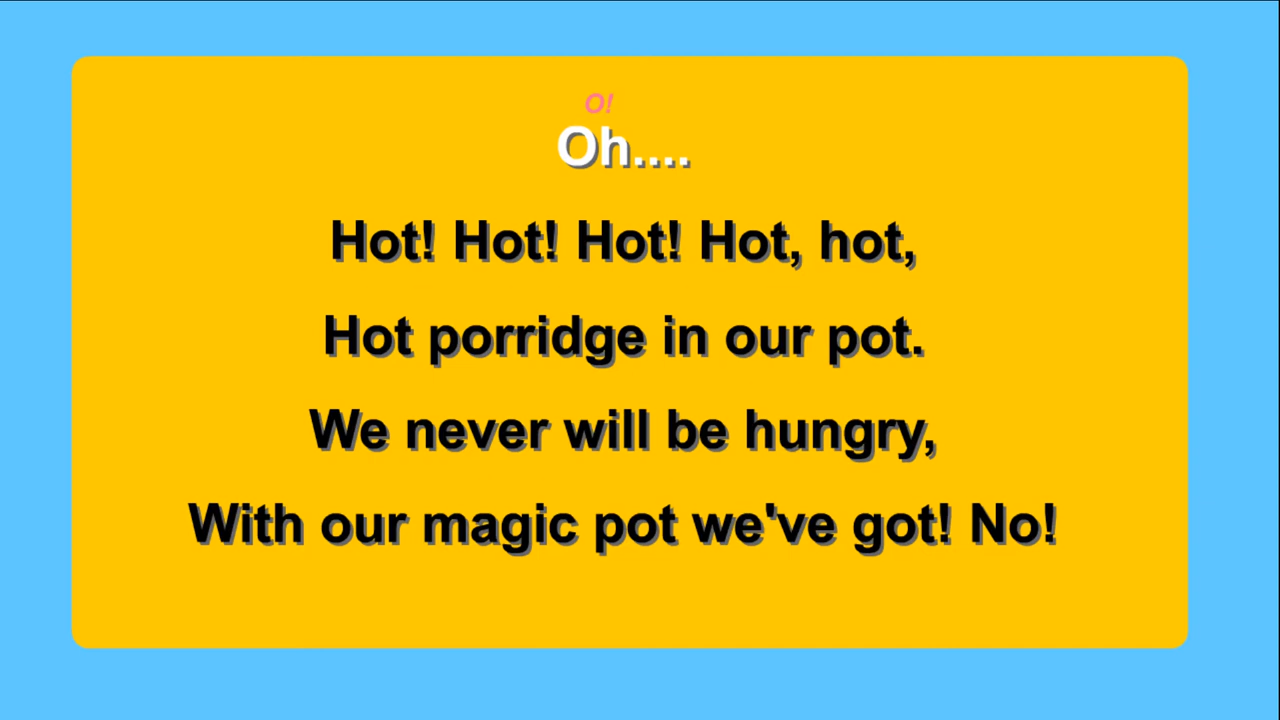 O!
Oh....
Hot! Hot! Hot! Hot, hot,
Hot porridge in our pot.
We never will be hungry,
With our magic pot we've got! No!